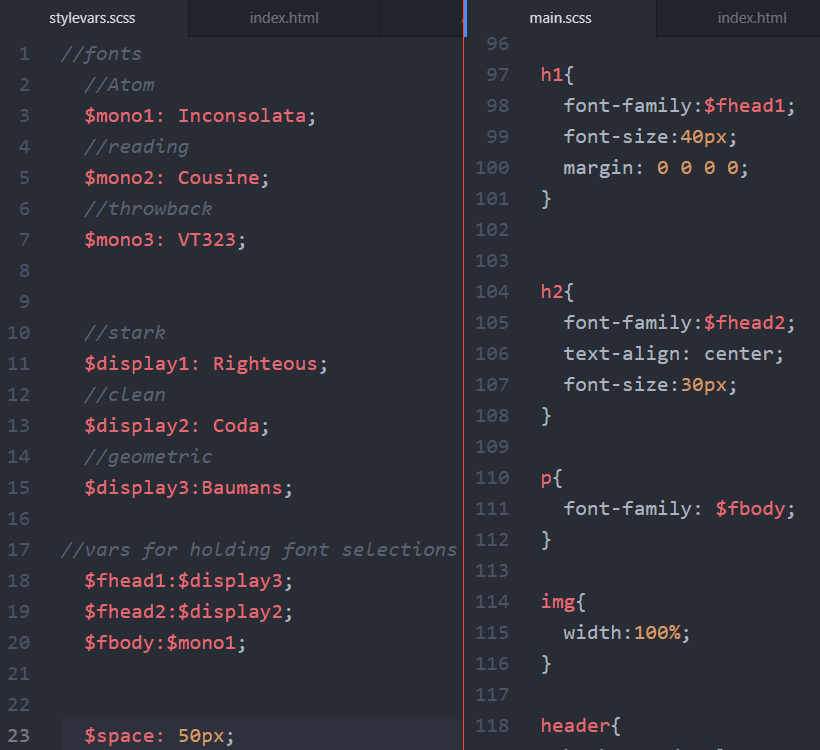 stylevars.scss
index.html
1 //fonts
2 //Atom
3 $mono1: Inconsolata;
4 //reading
5 $mono2: Cousine;
6 //throwback
7 $mono3: VT323;
8
9
10 //stark
11 $display1: Righteous;
12 //clean
13 $display2: Coda;
14 //geometric
15 $display3:Baumans;
16
17 //vars for holding font selections
18 $fhead1:$display3;
19 $fhead2:$display2;
20 $fbody:$mono1;
21
22
23 $space: 50px;
main.scss
index.html
96
97 h1{
98 font-family:$fhead1;
99 font-size:40px;
100 margin: 0 0 0 0;
101 }
102
103
104 h2{
105 font-family:$fhead2;
106 text-align: center;
107 font-size:30px;
108 }
109
110 p{
111 font-family: $fbody;
112 }
113
114 img{
115 width:100%;
116 }
117
118 header{